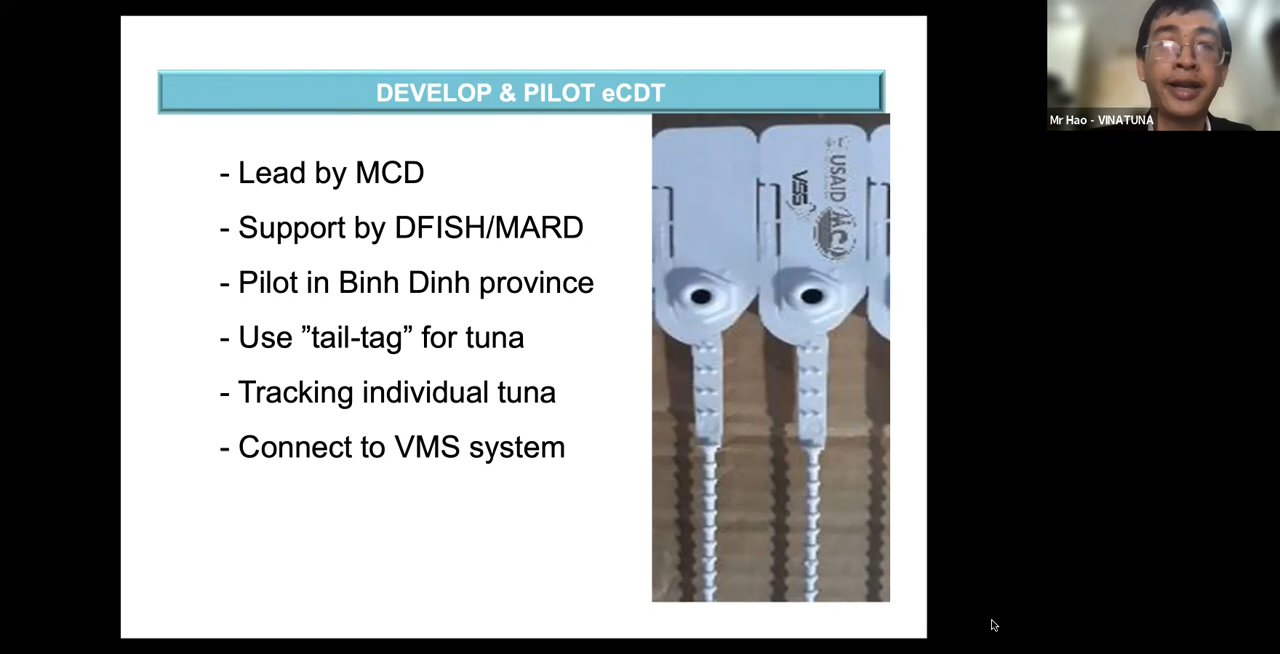 DEVELOP & PILOT eCDT
- Lead by MCD
- Support by DFISH/MARD
- Pilot in Binh Dinh province
- Use ”tail-tag” for tuna
- Tracking individual tuna
- Connect to VMS system
USAID
VSS
MCD
Mr Hao - VINATUNA